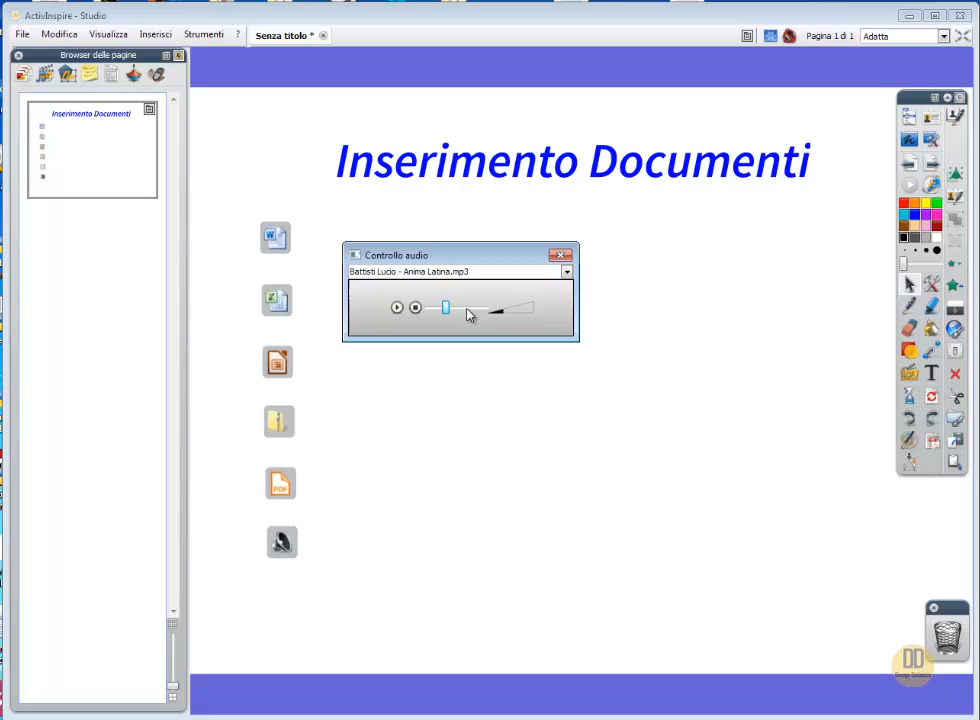 ActivInspire - Studio
File Modifica Visualizza Inserisci Strumenti ?
Senza titolo *
Pagina 1 di 1
Adatta
Browser delle pagine
Inserimento Documenti
Inserimento Documenti
Controllo audio
Battisti Lucio - Anima Latina.mp3
PDF
T
DD